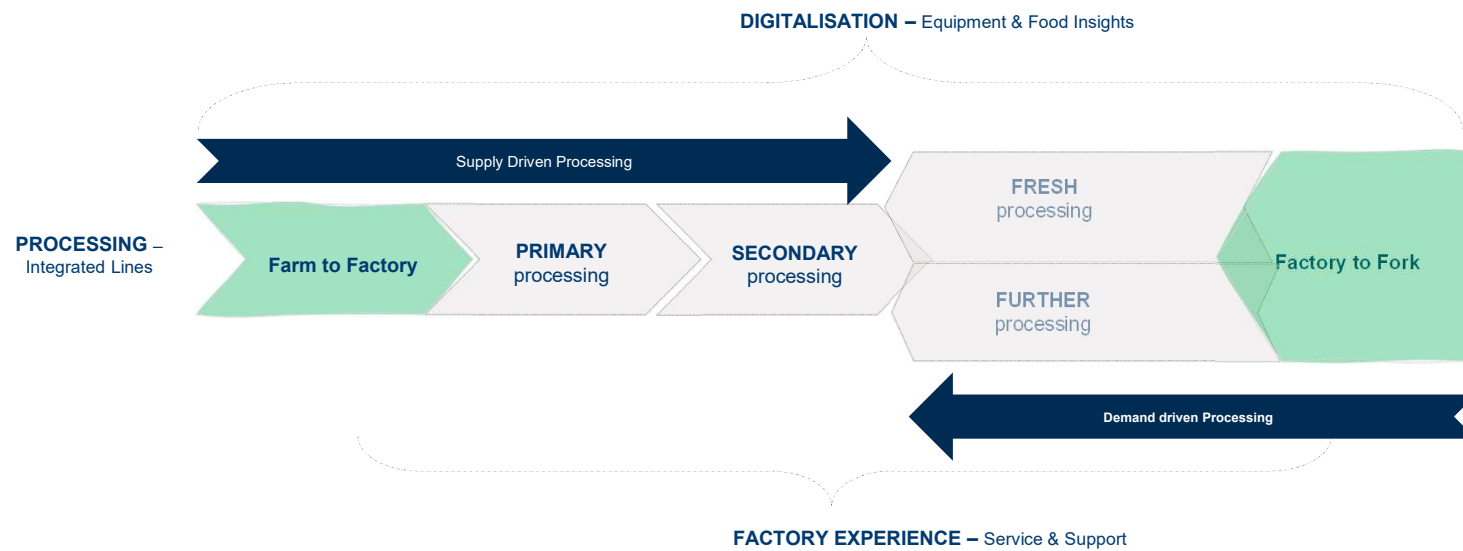 DIGITALISATION – Equipment & Food Insights
Supply Driven Processing
PROCESSING –
Integrated Lines
Farm to Factory
PRIMARY
processing
SECONDARY
processing
FRESH
processing
FURTHER
processing
Factory to Fork
Demand driven Processing
FACTORY EXPERIENCE – Service & Support